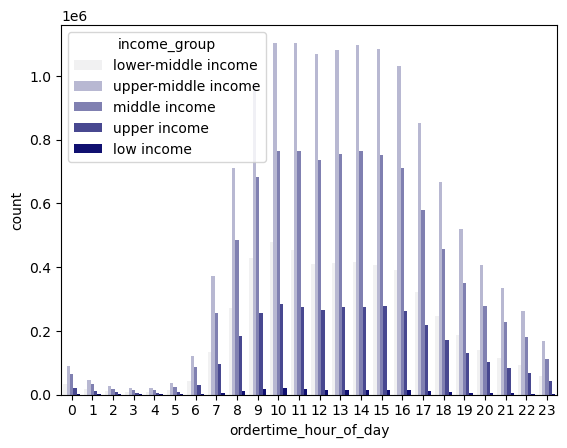 1e6
income_group
lower-middle income
upper-middle income
middle income
upper income
low income
1.0
0.8
0.6
0.4
0.2
0.0
count
0 1 2 3 4 5 6 7 8 9 10 11 12 13 14 15 16 17 18 19 20 21 22 23
ordertime_hour_of_day